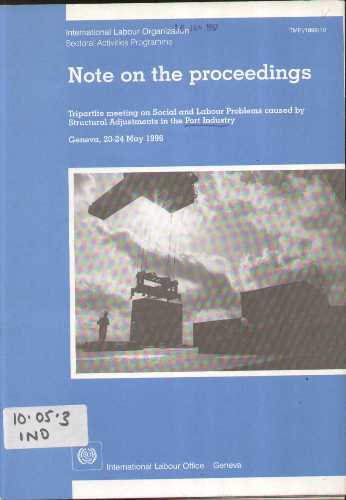 International Labour Organization
Sectoral Activities Programme
Note on the proceedings
Tripartite meeting on Social and Labour Problems caused by
Structural Adjustments in the Port Industry
Geneva, 20-24 May 1996
10.05.3
IND
International Labour Office Geneva